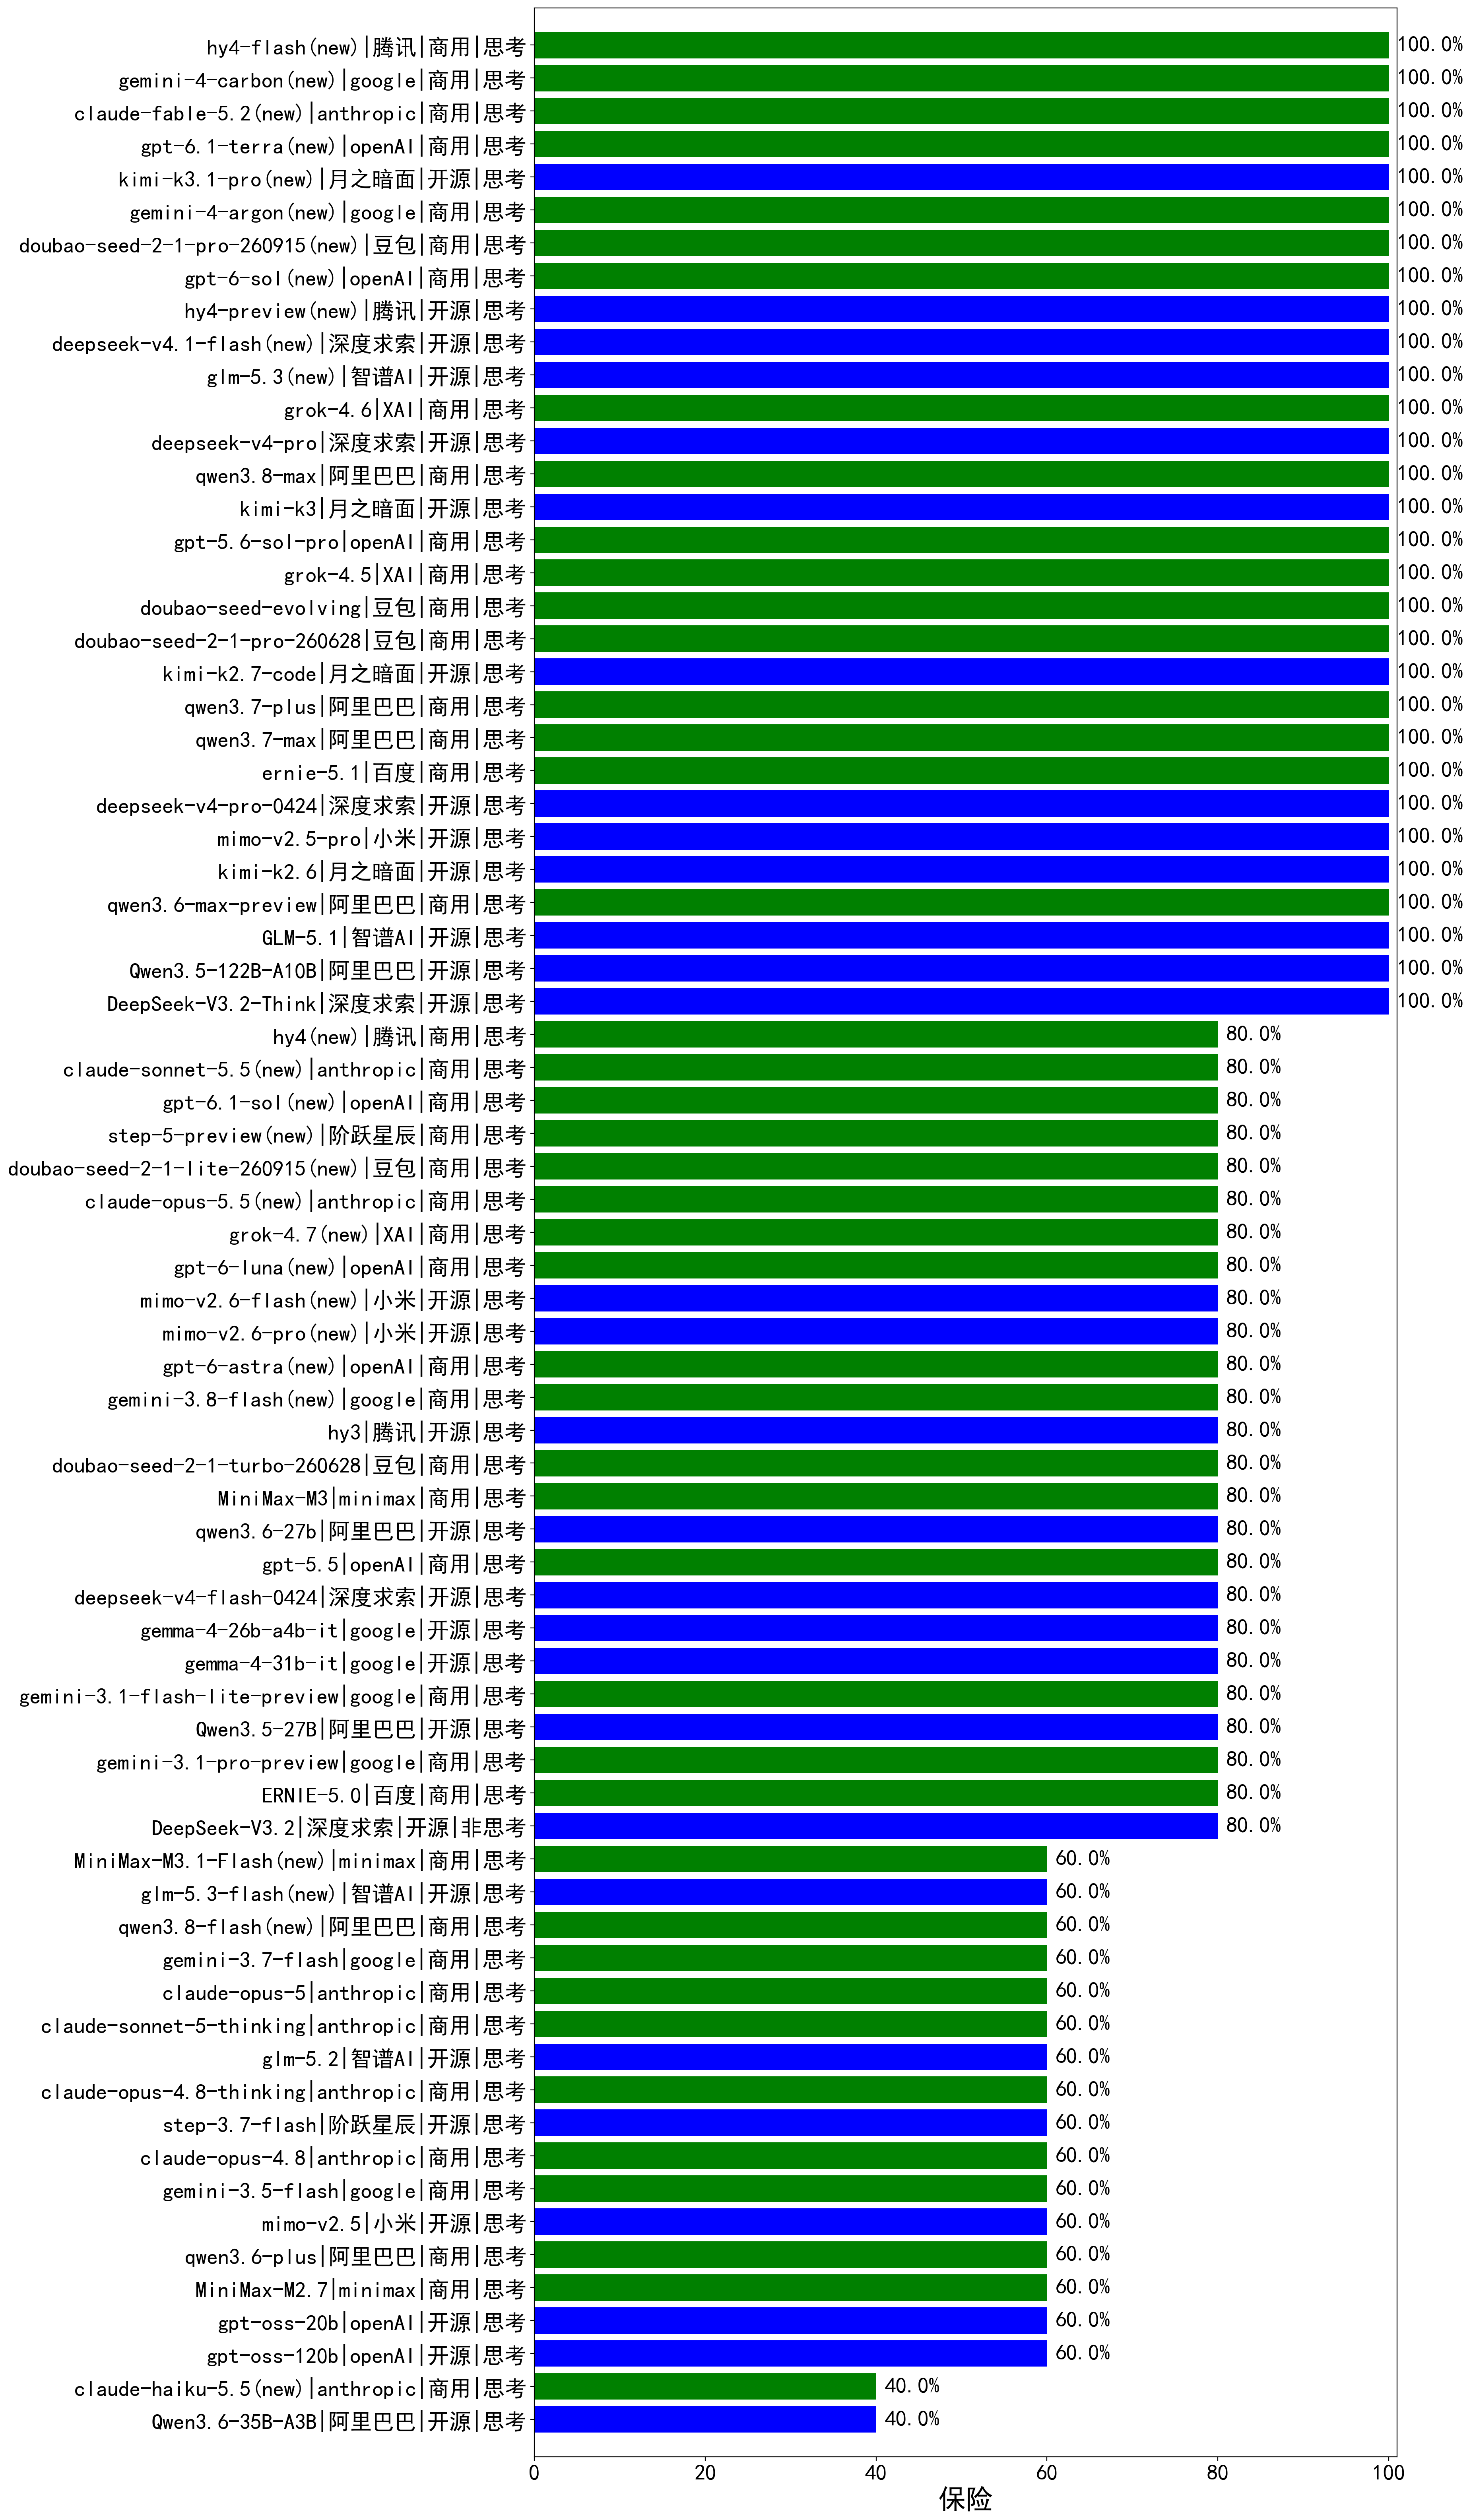 hy4-flash(new)|腾讯|商用|思考 100.0%
gemini-4-carbon(new)|google|商用|思考 100.0%
claude-fable-5.2(new)|anthropic|商用|思考 100.0%
gpt-6.1-terra(new)|openAI|商用|思考 100.0%
kimi-k3.1-pro(new)|月之暗面|开源|思考 100.0%
gemini-4-argon(new)|google|商用|思考 100.0%
doubao-seed-2-1-pro-260915(new)|豆包|商用|思考 100.0%
gpt-6-sol(new)|openAI|商用|思考 100.0%
hy4-preview(new)|腾讯|开源|思考 100.0%
deepseek-v4.1-flash(new)|深度求索|开源|思考 100.0%
glm-5.3(new)|智谱AI|开源|思考 100.0%
grok-4.6|XAI|商用|思考 100.0%
deepseek-v4-pro|深度求索|开源|思考 100.0%
qwen3.8-max|阿里巴巴|商用|思考 100.0%
kimi-k3|月之暗面|开源|思考 100.0%
gpt-5.6-sol-pro|openAI|商用|思考 100.0%
grok-4.5|XAI|商用|思考 100.0%
doubao-seed-evolving|豆包|商用|思考 100.0%
doubao-seed-2-1-pro-260628|豆包|商用|思考 100.0%
kimi-k2.7-code|月之暗面|开源|思考 100.0%
qwen3.7-plus|阿里巴巴|商用|思考 100.0%
qwen3.7-max|阿里巴巴|商用|思考 100.0%
ernie-5.1|百度|商用|思考 100.0%
deepseek-v4-pro-0424|深度求索|开源|思考 100.0%
mimo-v2.5-pro|小米|开源|思考 100.0%
kimi-k2.6|月之暗面|开源|思考 100.0%
qwen3.6-max-preview|阿里巴巴|商用|思考 100.0%
GLM-5.1|智谱AI|开源|思考 100.0%
Qwen3.5-122B-A10B|阿里巴巴|开源|思考 100.0%
DeepSeek-V3.2-Think|深度求索|开源|思考 100.0%
hy4(new)|腾讯|商用|思考 80.0%
claude-sonnet-5.5(new)|anthropic|商用|思考 80.0%
gpt-6.1-sol(new)|openAI|商用|思考 80.0%
step-5-preview(new)|阶跃星辰|商用|思考 80.0%
doubao-seed-2-1-lite-260915(new)|豆包|商用|思考 80.0%
claude-opus-5.5(new)|anthropic|商用|思考 80.0%
grok-4.7(new)|XAI|商用|思考 80.0%
gpt-6-luna(new)|openAI|商用|思考 80.0%
mimo-v2.6-flash(new)|小米|开源|思考 80.0%
mimo-v2.6-pro(new)|小米|开源|思考 80.0%
gpt-6-astra(new)|openAI|商用|思考 80.0%
gemini-3.8-flash(new)|google|商用|思考 80.0%
hy3|腾讯|开源|思考 80.0%
doubao-seed-2-1-turbo-260628|豆包|商用|思考 80.0%
MiniMax-M3|minimax|商用|思考 80.0%
qwen3.6-27b|阿里巴巴|开源|思考 80.0%
gpt-5.5|openAI|商用|思考 80.0%
deepseek-v4-flash-0424|深度求索|开源|思考 80.0%
gemma-4-26b-a4b-it|google|开源|思考 80.0%
gemma-4-31b-it|google|开源|思考 80.0%
gemini-3.1-flash-lite-preview|google|商用|思考 80.0%
Qwen3.5-27B|阿里巴巴|开源|思考 80.0%
gemini-3.1-pro-preview|google|商用|思考 80.0%
ERNIE-5.0|百度|商用|思考 80.0%
DeepSeek-V3.2|深度求索|开源|非思考 80.0%
MiniMax-M3.1-Flash(new)|minimax|商用|思考 60.0%
glm-5.3-flash(new)|智谱AI|开源|思考 60.0%
qwen3.8-flash(new)|阿里巴巴|商用|思考 60.0%
gemini-3.7-flash|google|商用|思考 60.0%
claude-opus-5|anthropic|商用|思考 60.0%
claude-sonnet-5-thinking|anthropic|商用|思考 60.0%
glm-5.2|智谱AI|开源|思考 60.0%
claude-opus-4.8-thinking|anthropic|商用|思考 60.0%
step-3.7-flash|阶跃星辰|开源|思考 60.0%
claude-opus-4.8|anthropic|商用|思考 60.0%
gemini-3.5-flash|google|商用|思考 60.0%
mimo-v2.5|小米|开源|思考 60.0%
qwen3.6-plus|阿里巴巴|商用|思考 60.0%
MiniMax-M2.7|minimax|商用|思考 60.0%
gpt-oss-20b|openAI|开源|思考 60.0%
gpt-oss-120b|openAI|开源|思考 60.0%
claude-haiku-5.5(new)|anthropic|商用|思考 40.0%
Qwen3.6-35B-A3B|阿里巴巴|开源|思考 40.0%
0 20 40 60 80 100
保险